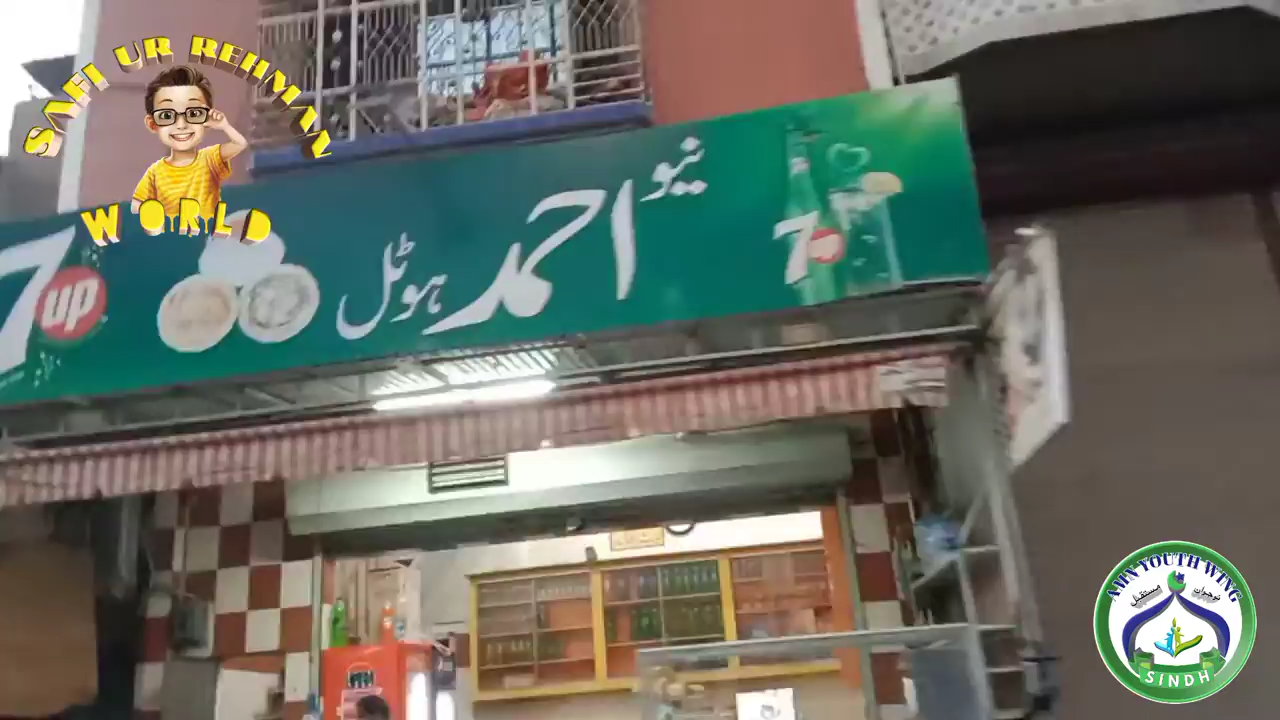 SAFI UR REHMAN
WORLD
نیو احمد ہوٹل
7up
7up
AHN YOUTH WING
نوجوان مستقبل
SINDH